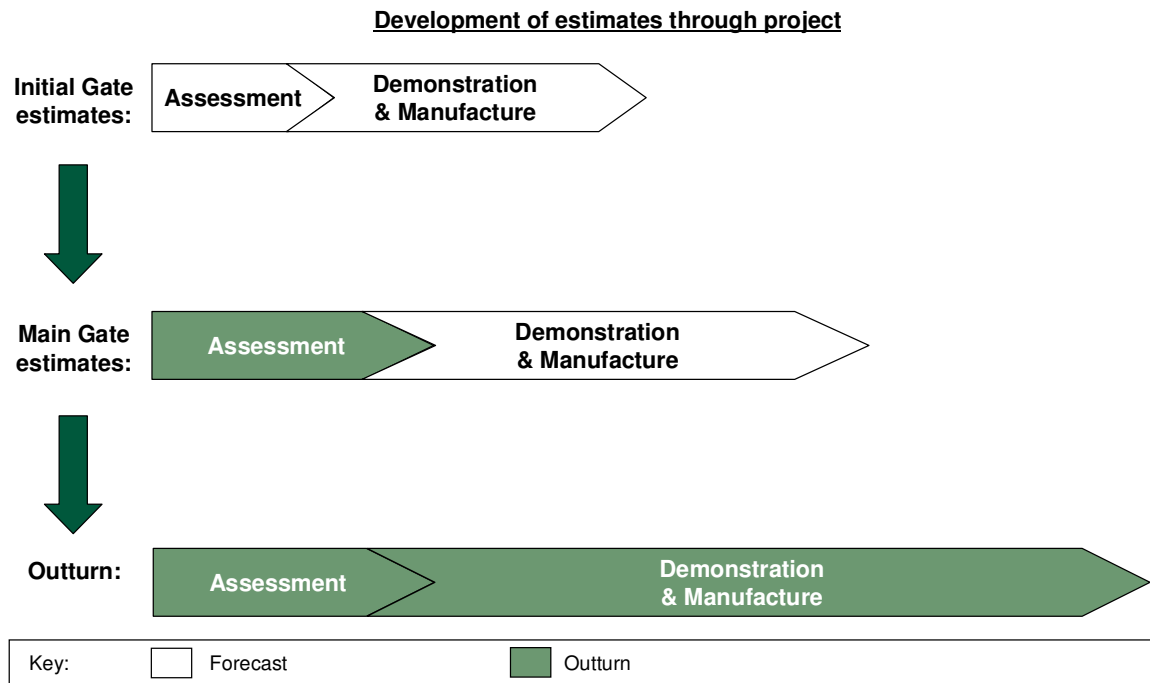 Development of estimates through project
Initial Gate
estimates:
Assessment
Demonstration
& Manufacture
Main Gate
estimates:
Assessment
Demonstration
& Manufacture
Outturn:
Assessment
Demonstration
& Manufacture
Key:
Forecast
Outturn